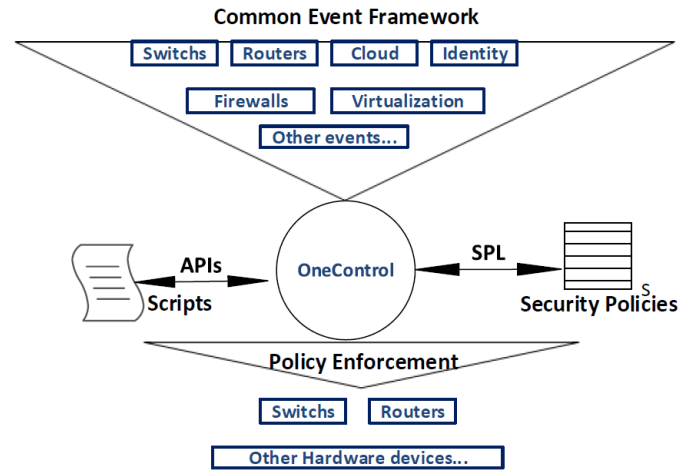 Common Event Framework
Switchs Routers Cloud Identity
Firewalls Virtualization
Other events...
APIs
Scripts
OneControl
SPL
S
Security Policies
Policy Enforcement
Switchs Routers
Other Hardware devices...